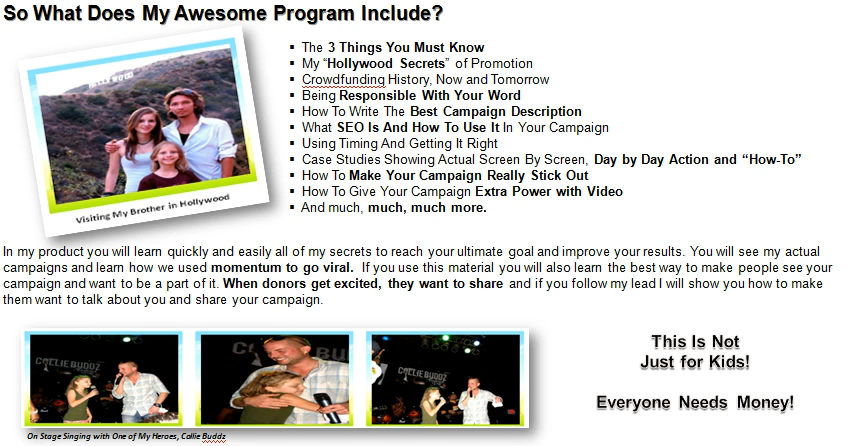 So What Does My Awesome Program Include?
HOLLYWOOD
Visiting My Brother in Hollywood
▪ The 3 Things You Must Know
▪ My “Hollywood Secrets” of Promotion
▪ Crowdfunding History, Now and Tomorrow
▪ Being Responsible With Your Word
▪ How To Write The Best Campaign Description
▪ What SEO Is And How To Use It In Your Campaign
▪ Using Timing And Getting It Right
▪ Case Studies Showing Actual Screen By Screen, Day by Day Action and “How-To”
▪ How To Make Your Campaign Really Stick Out
▪ How To Give Your Campaign Extra Power with Video
▪ And much, much, much more.
In my product you will learn quickly and easily all of my secrets to reach your ultimate goal and improve your results. You will see my actual
campaigns and learn how we used momentum to go viral. If you use this material you will also learn the best way to make people see your
campaign and want to be a part of it. When donors get excited, they want to share and if you follow my lead I will show you how to make
them want to talk about you and share your campaign.
COLLIE BUDDZ
COLLIE BUDDZ
On Stage Singing with One of My Heroes, Collie Buddz
This Is Not
Just for Kids!
Everyone Needs Money!